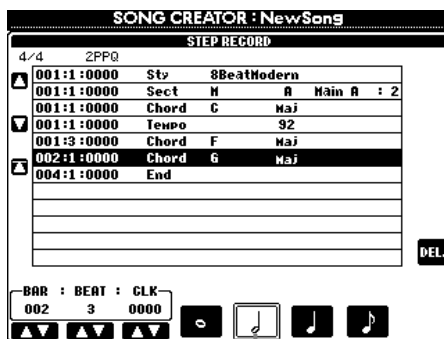 SONG CREATOR : NewSong
STEP RECORD
4/4 2PPQ
001:1:0000 Sty 8BeatModern
001:1:0000 Sect M A Main A : 2
001:1:0000 Chord C Maj
001:1:0000 Tempo 92
001:3:0000 Chord F Maj
002:1:0000 Chord G Maj
004:1:0000 End
DEL.
BAR : BEAT : CLK
002 3 0000